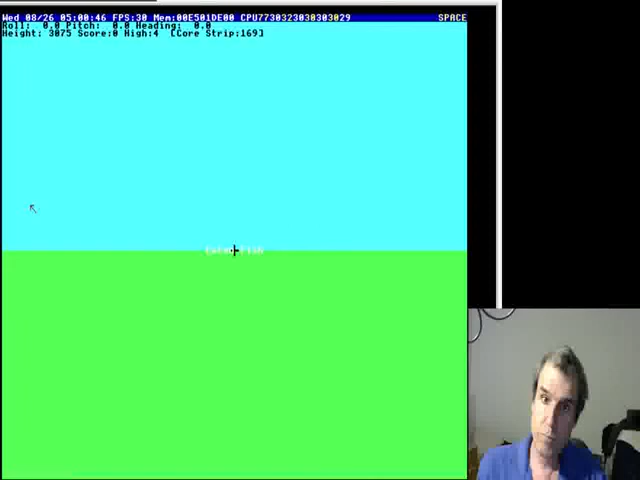 Wed 08/26 05:00:46 FPS:30 Mem:00E501DE00 CPU7730323030303029 SPACE
Roll: 0.0 Pitch: 0.0 Heading: 0.0
Height: 3075 Score:0 High:4 [Core Strip:169]